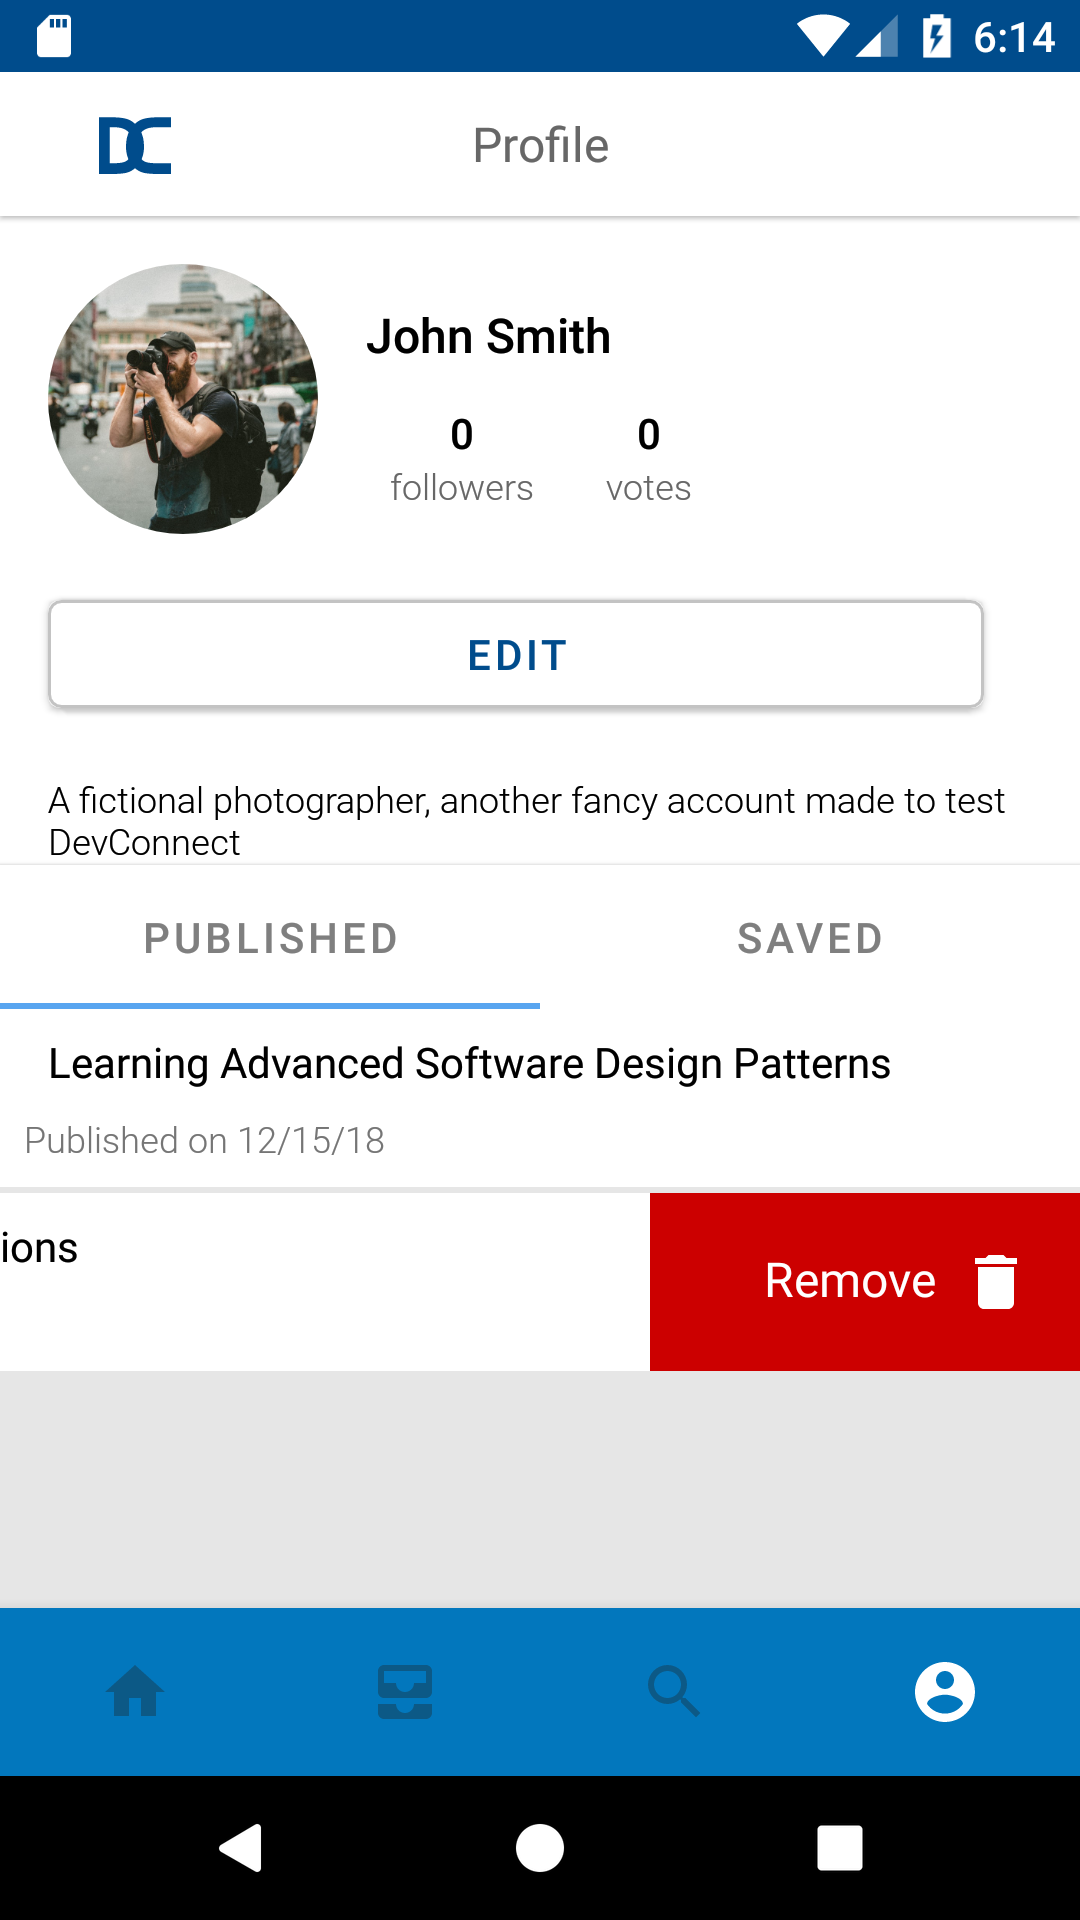 6:14
DC
Profile
John Smith
0 0
followers votes
EDIT
A fictional photographer, another fancy account made to test
DevConnect
PUBLISHED SAVED
Learning Advanced Software Design Patterns
Published on 12/15/18
ions
Remove